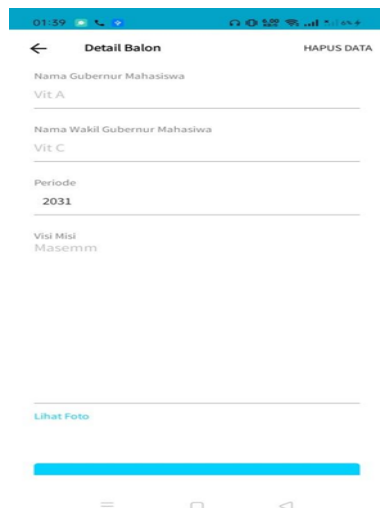 01:39
Detail Balon
HAPUS DATA
Nama Gubernur Mahasiswa
Vit A
Nama Wakil Gubernur Mahasiwa
Vit C
Periode
2031
Visi Misi
Masemm
Lihat Foto